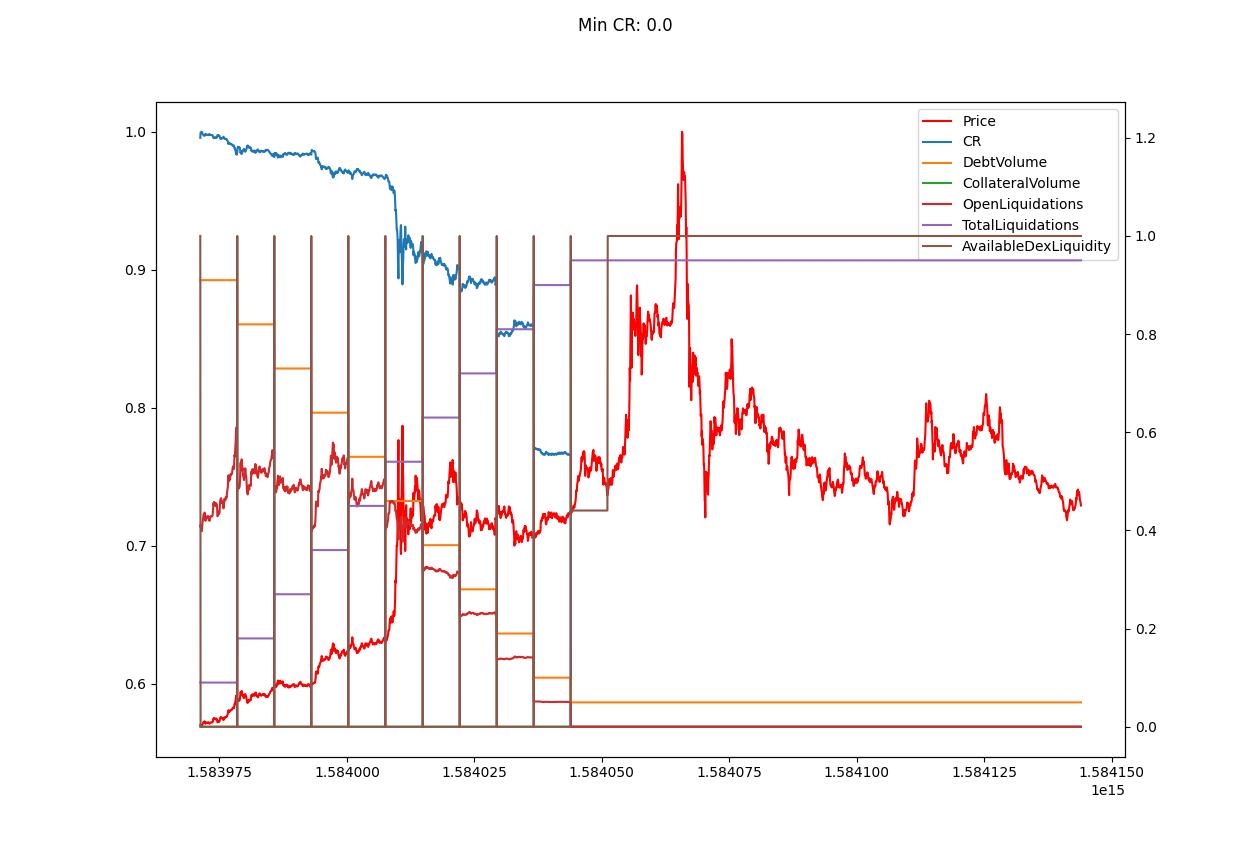 Min CR: 0.0
1.0
0.9
0.8
0.7
0.6
1.2
1.0
0.8
0.6
0.4
0.2
0.0
Price
CR
DebtVolume
CollateralVolume
OpenLiquidations
TotalLiquidations
AvailableDexLiquidity
1.583975 1.584000 1.584025 1.584050 1.584075 1.584100 1.584125 1.584150
1e15